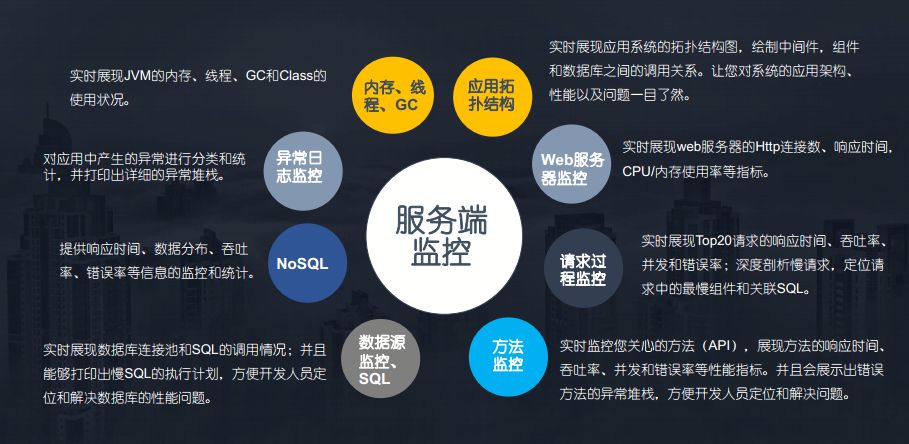 服务端
监控
内存、线
程、GC
实时展现JVM的内存、线程、GC和Class的
使用状况。
应用拓
扑结构
实时展现应用系统的拓扑结构图，绘制中间件，组件
和数据库之间的调用关系。让您对系统的应用架构、
性能以及问题一目了然。
异常日
志监控
对应用中产生的异常进行分类和统
计，并打印出详细的异常堆栈。
Web服务
器监控
实时展现web服务器的Http连接数、响应时间，
CPU/内存使用率等指标。
NoSQL
提供响应时间、数据分布、吞吐
率、错误率等信息的监控和统计。
请求过
程监控
实时展现Top20请求的响应时间、吞吐率、
并发和错误率；深度剖析慢请求，定位请
求中的最慢组件和关联SQL。
数据源
监控、
SQL
实时展现数据库连接池和SQL的调用情况；并且
能够打印出慢SQL的执行计划，方便开发人员定
位和解决数据库的性能问题。
方法
监控
实时监控您关心的方法（API），展现方法的响应时间、
吞吐率、并发和错误率等性能指标。并且会展示出错误
方法的异常堆栈，方便开发人员定位和解决问题。